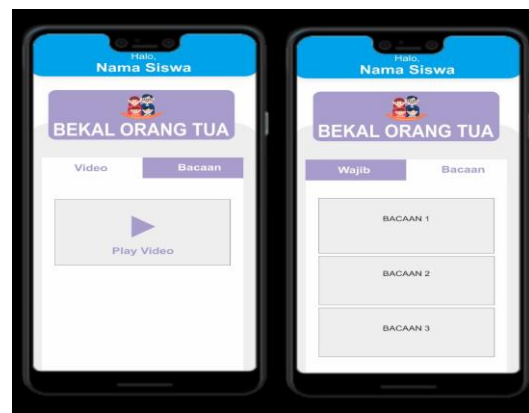 Halo,
Nama Siswa
BEKAL ORANG TUA
Video Bacaan
Play Video
Halo,
Nama Siswa
BEKAL ORANG TUA
Wajib Bacaan
BACAAN 1
BACAAN 2
BACAAN 3